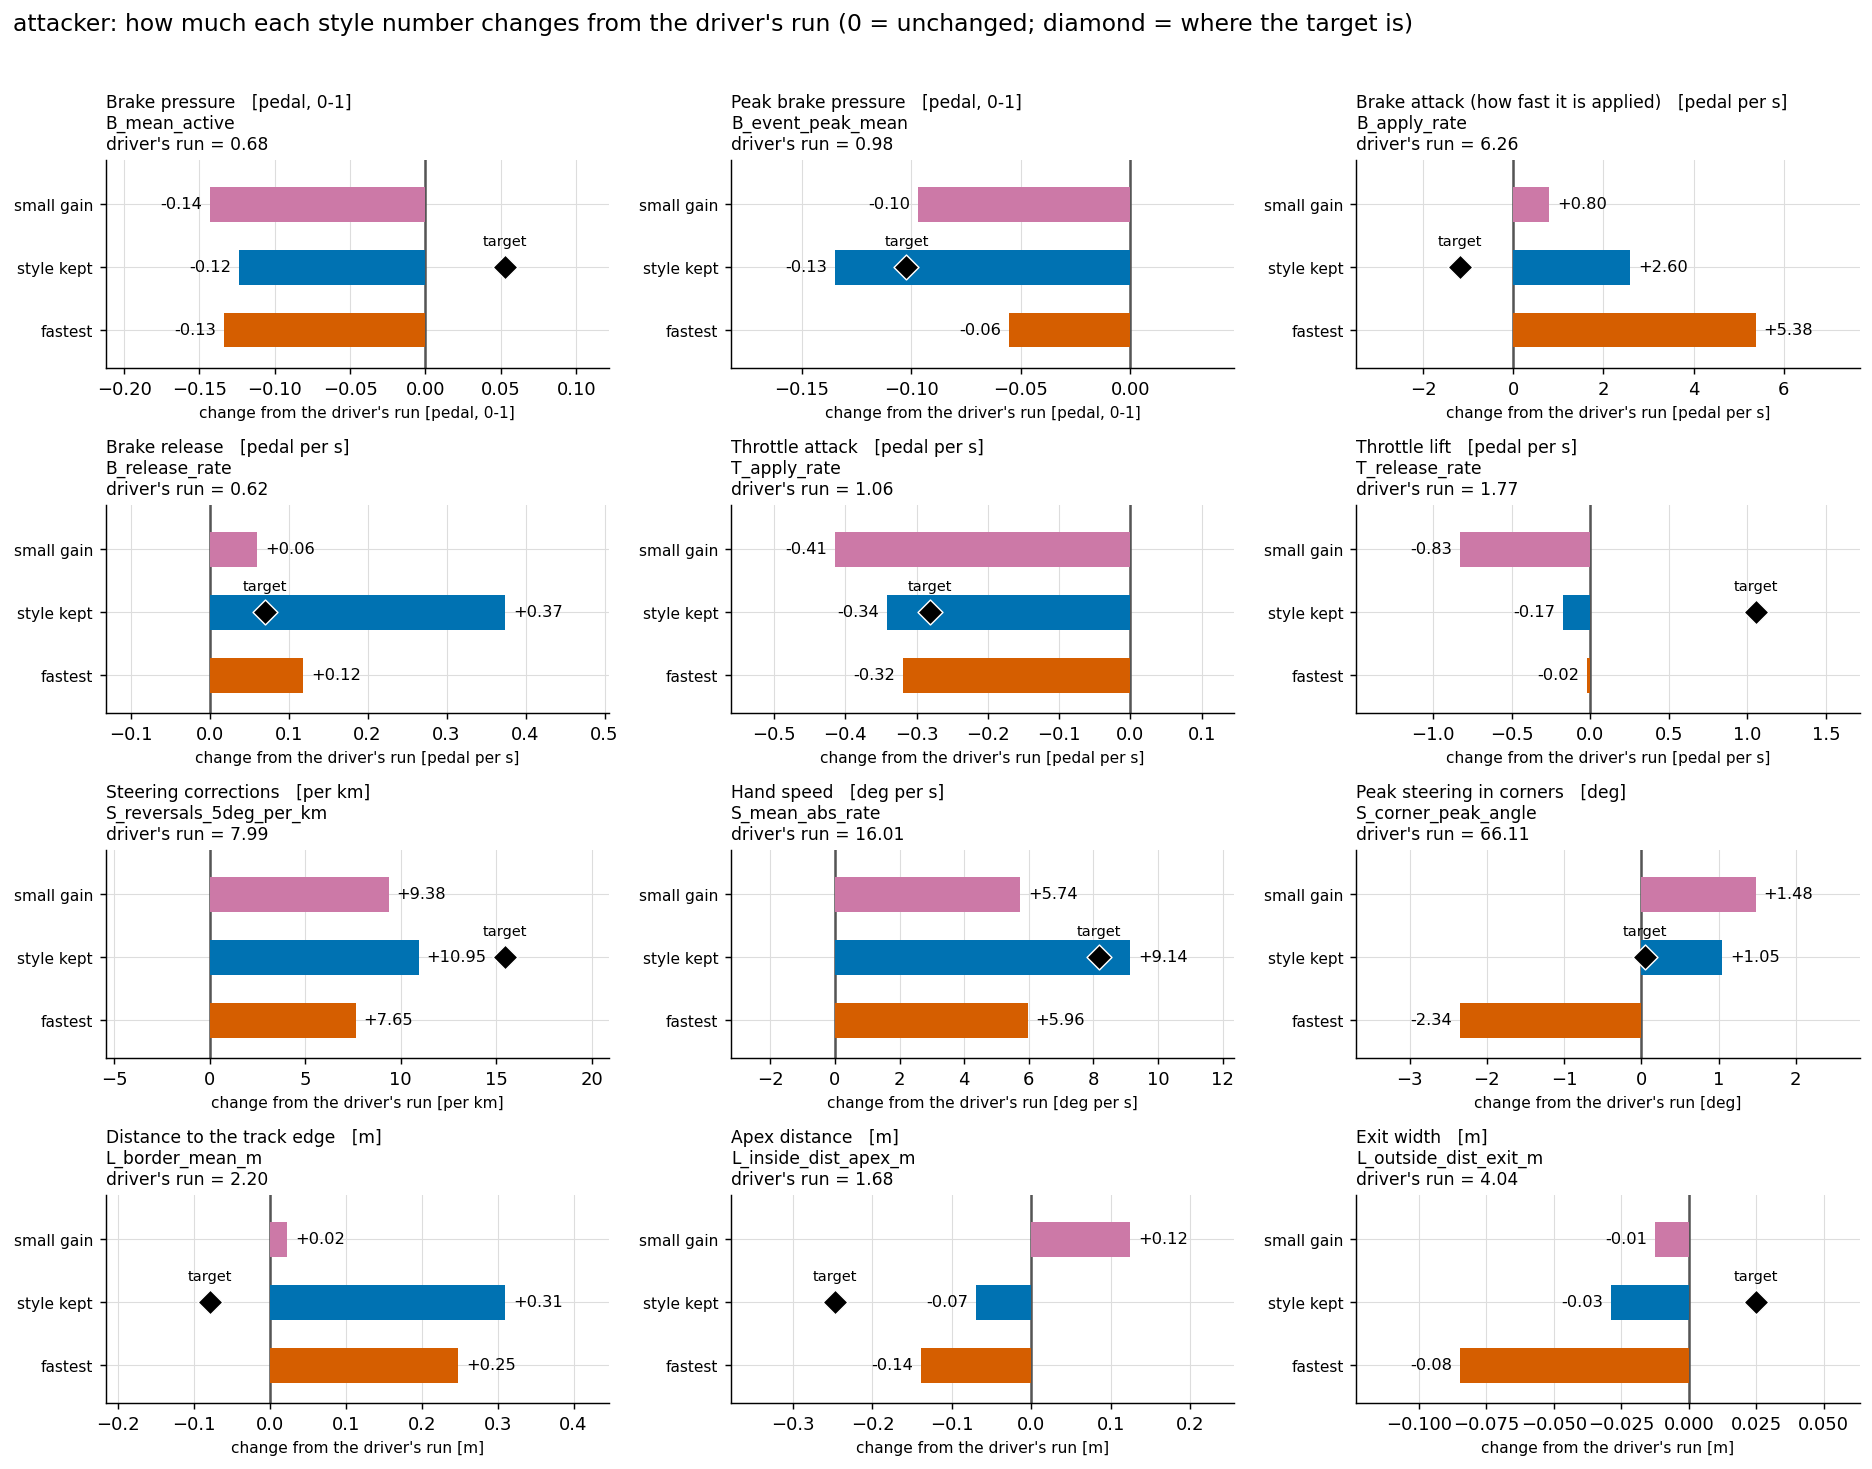 attacker: how much each style number changes from the driver's run (0 = unchanged; diamond = where the target is)
Brake pressure   [pedal, 0-1]
B_mean_active
driver's run = 0.68
small gain
style kept
fastest
-0.14
-0.12
-0.13
target
−0.20 −0.15 −0.10 −0.05 0.00 0.05 0.10
change from the driver's run [pedal, 0-1]
Peak brake pressure   [pedal, 0-1]
B_event_peak_mean
driver's run = 0.98
small gain
style kept
fastest
-0.10
target
-0.13
-0.06
−0.15 −0.10 −0.05 0.00
change from the driver's run [pedal, 0-1]
Brake attack (how fast it is applied)   [pedal per s]
B_apply_rate
driver's run = 6.26
small gain
style kept
fastest
+0.80
target
+2.60
+5.38
−2 0 2 4 6
change from the driver's run [pedal per s]
Brake release   [pedal per s]
B_release_rate
driver's run = 0.62
small gain
style kept
fastest
+0.06
target
+0.37
+0.12
−0.1 0.0 0.1 0.2 0.3 0.4 0.5
change from the driver's run [pedal per s]
Throttle attack   [pedal per s]
T_apply_rate
driver's run = 1.06
small gain
style kept
fastest
-0.41
target
-0.34
-0.32
−0.5 −0.4 −0.3 −0.2 −0.1 0.0 0.1
change from the driver's run [pedal per s]
Throttle lift   [pedal per s]
T_release_rate
driver's run = 1.77
small gain
style kept
fastest
-0.83
target
-0.17
-0.02
−1.0 −0.5 0.0 0.5 1.0 1.5
change from the driver's run [pedal per s]
Steering corrections   [per km]
S_reversals_5deg_per_km
driver's run = 7.99
small gain
style kept
fastest
+9.38
target
+10.95
+7.65
−5 0 5 10 15 20
change from the driver's run [per km]
Hand speed   [deg per s]
S_mean_abs_rate
driver's run = 16.01
small gain
style kept
fastest
+5.74
target
+9.14
+5.96
−2 0 2 4 6 8 10 12
change from the driver's run [deg per s]
Peak steering in corners   [deg]
S_corner_peak_angle
driver's run = 66.11
small gain
style kept
fastest
+1.48
target
+1.05
-2.34
−3 −2 −1 0 1 2
change from the driver's run [deg]
Distance to the track edge   [m]
L_border_mean_m
driver's run = 2.20
small gain
style kept
fastest
+0.02
target
+0.31
+0.25
−0.2 −0.1 0.0 0.1 0.2 0.3 0.4
change from the driver's run [m]
Apex distance   [m]
L_inside_dist_apex_m
driver's run = 1.68
small gain
style kept
fastest
+0.12
target
-0.07
-0.14
−0.3 −0.2 −0.1 0.0 0.1 0.2
change from the driver's run [m]
Exit width   [m]
L_outside_dist_exit_m
driver's run = 4.04
small gain
style kept
fastest
-0.01
target
-0.03
-0.08
−0.100 −0.075 −0.050 −0.025 0.000 0.025 0.050
change from the driver's run [m]